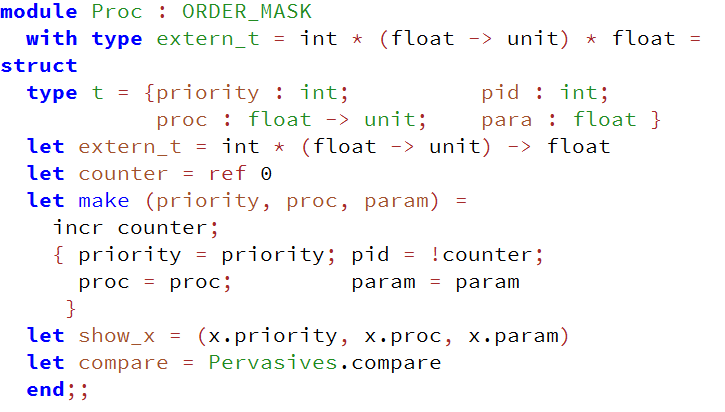 module Proc : ORDER_MASK
  with type extern_t = int * (float -> unit) * float =
struct
  type t = {priority : int;          pid : int;
            proc : float -> unit;    para : float }
  let extern_t = int * (float -> unit) -> float
  let counter = ref 0
  let make (priority, proc, param) =
    incr counter;
    { priority = priority; pid = !counter;
      proc = proc;         param = param
     }
  let show_x = (x.priority, x.proc, x.param)
  let compare = Pervasives.compare
  end;;